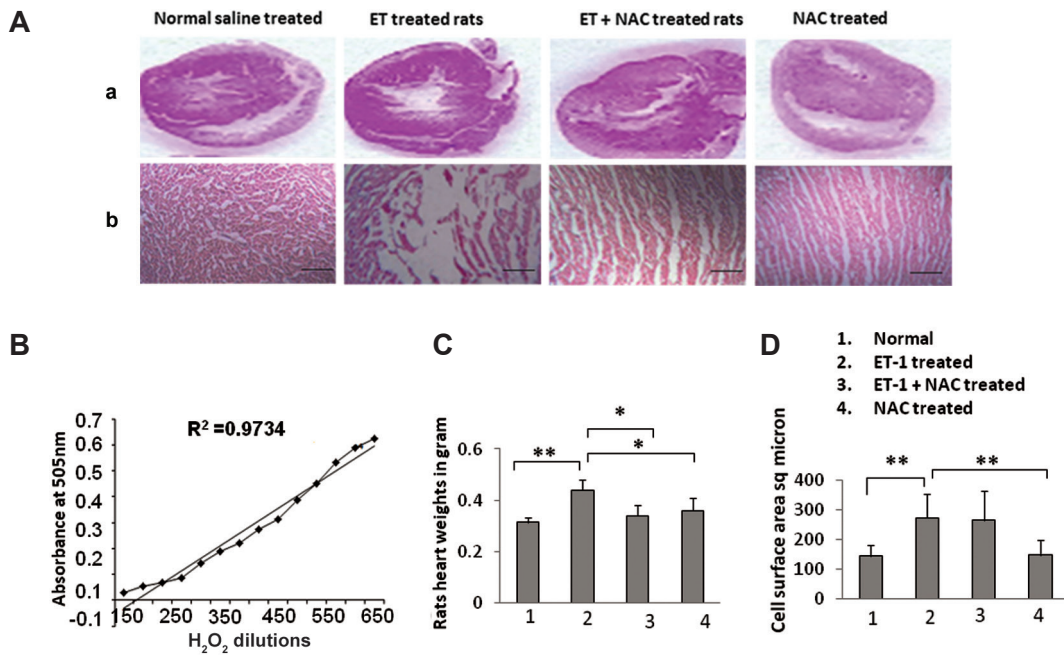 A
Normal saline treated
ET treated rats
ET + NAC treated rats
NAC treated
a
b
B
Absorbance at 505nm
R² =0.9734
0.7
0.6
0.5
0.4
0.3
0.2
0.1
-0.1
150 250 350 450 550 650
H₂O₂ dilutions
C
Rats heart weights in gram
0.6
0.4
0.2
0
**
*
*
1 2 3 4
D
1. Normal
2. ET-1 treated
3. ET-1 + NAC treated
4. NAC treated
Cell surface area sq micron
400
300
200
100
0
**
**
1 2 3 4